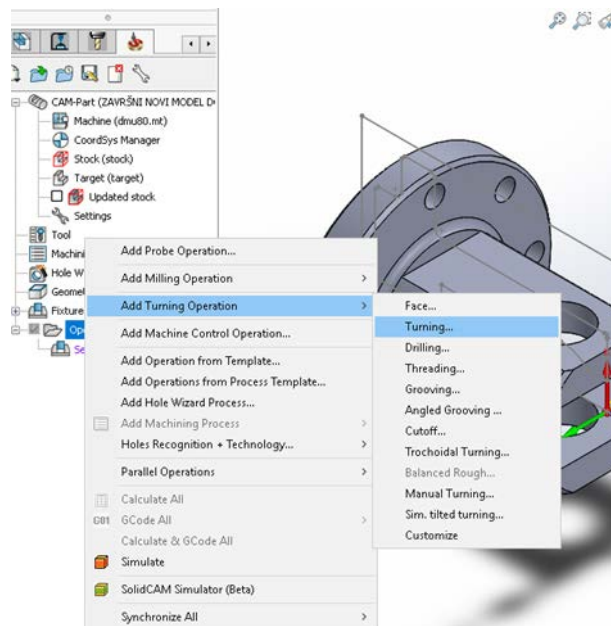 CAM-Part (ZAVRŠNI NOVI MODEL D
Machine (dmu80.mt)
CoordSys Manager
Stock (stock)
Target (target)
Updated stock
Settings
Tool
Machini
Hole W
Geomet
Fixture
Op
Se
Add Probe Operation...
Add Milling Operation
Add Turning Operation
Add Machine Control Operation...
Add Operation from Template...
Add Operations from Process Template...
Add Hole Wizard Process...
Add Machining Process
Holes Recognition + Technology...
Parallel Operations
Calculate All
G01 GCode All
Calculate & GCode All
Simulate
SolidCAM Simulator (Beta)
Synchronize All
Face...
Turning...
Drilling...
Threading...
Grooving...
Angled Grooving ...
Cutoff...
Trochoidal Turning...
Balanced Rough...
Manual Turning...
Sim. tilted turning...
Customize